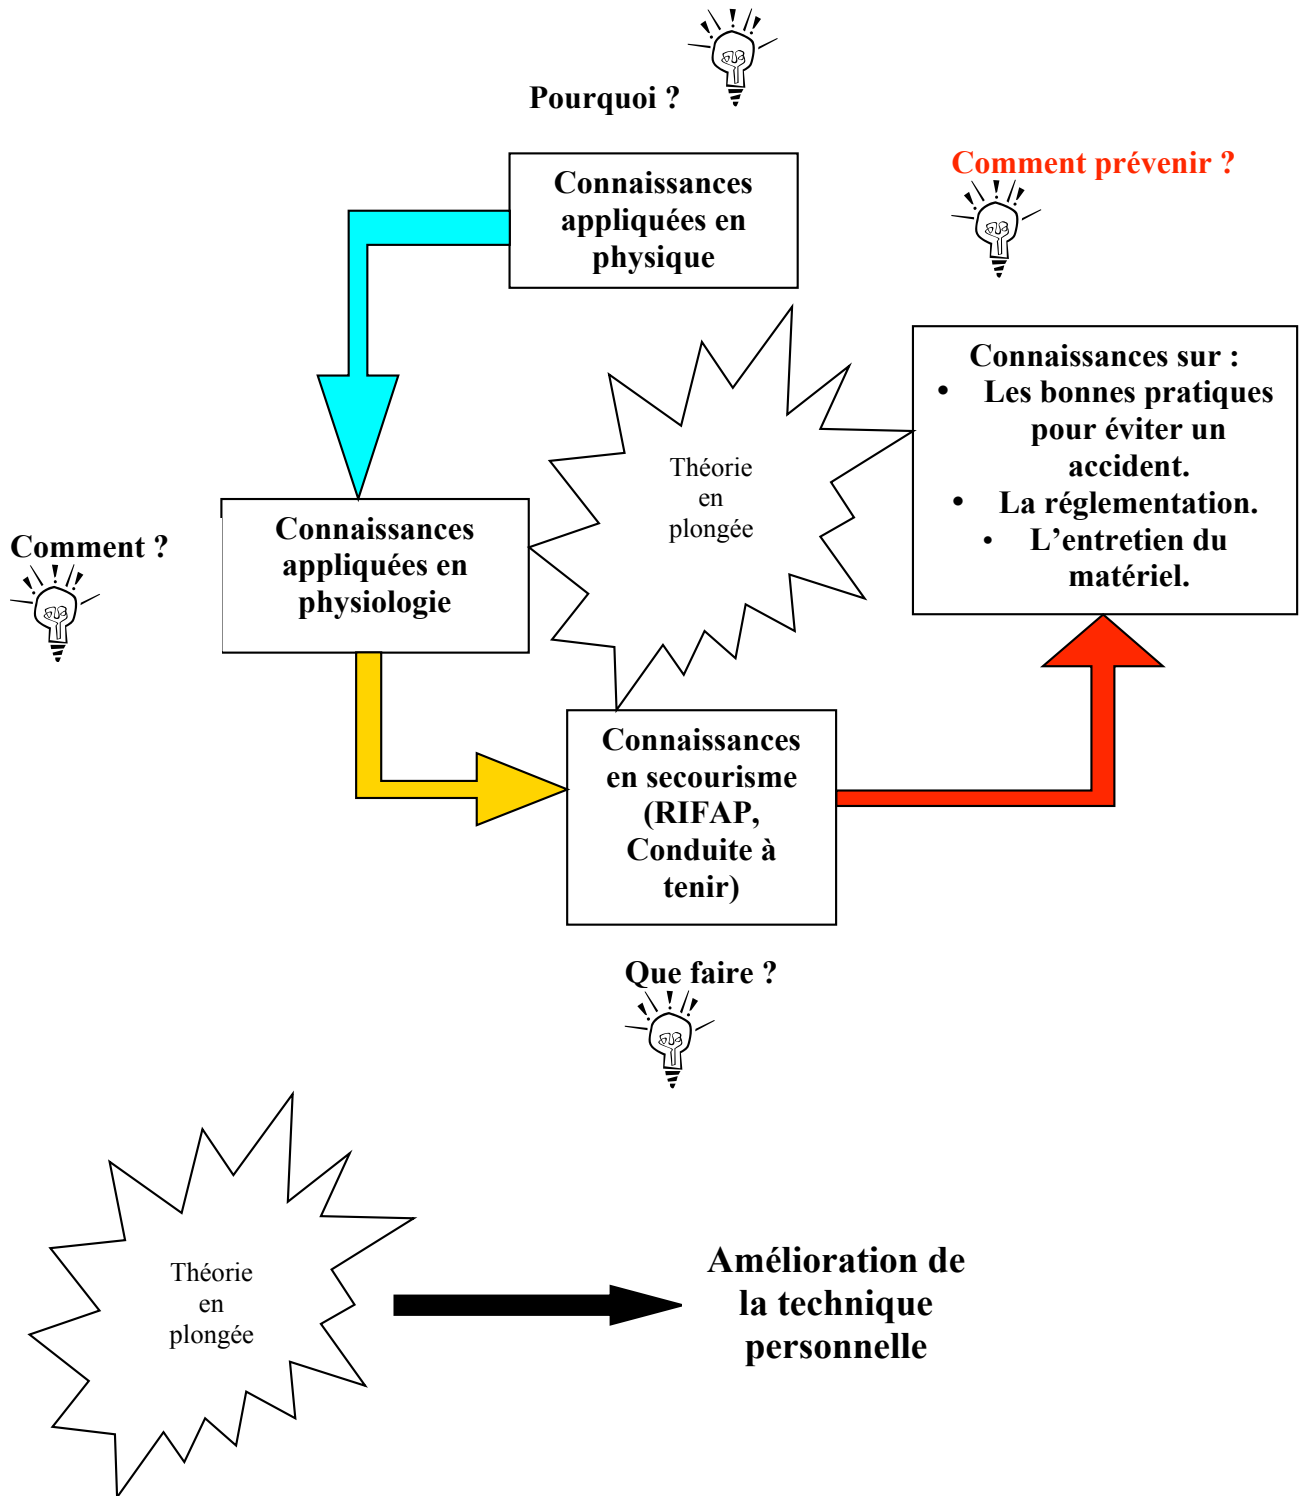 Pourquoi ?
Connaissances
appliquées en
physique
Comment prévenir ?
Connaissances sur :
• Les bonnes pratiques
pour éviter un
accident.
• La réglementation.
• L’entretien du
matériel.
Théorie
en
plongée
Comment ?
Connaissances
appliquées en
physiologie
Connaissances
en secourisme
(RIFAP,
Conduite à
tenir)
Que faire ?
Théorie
en
plongée
Amélioration de
la technique
personnelle